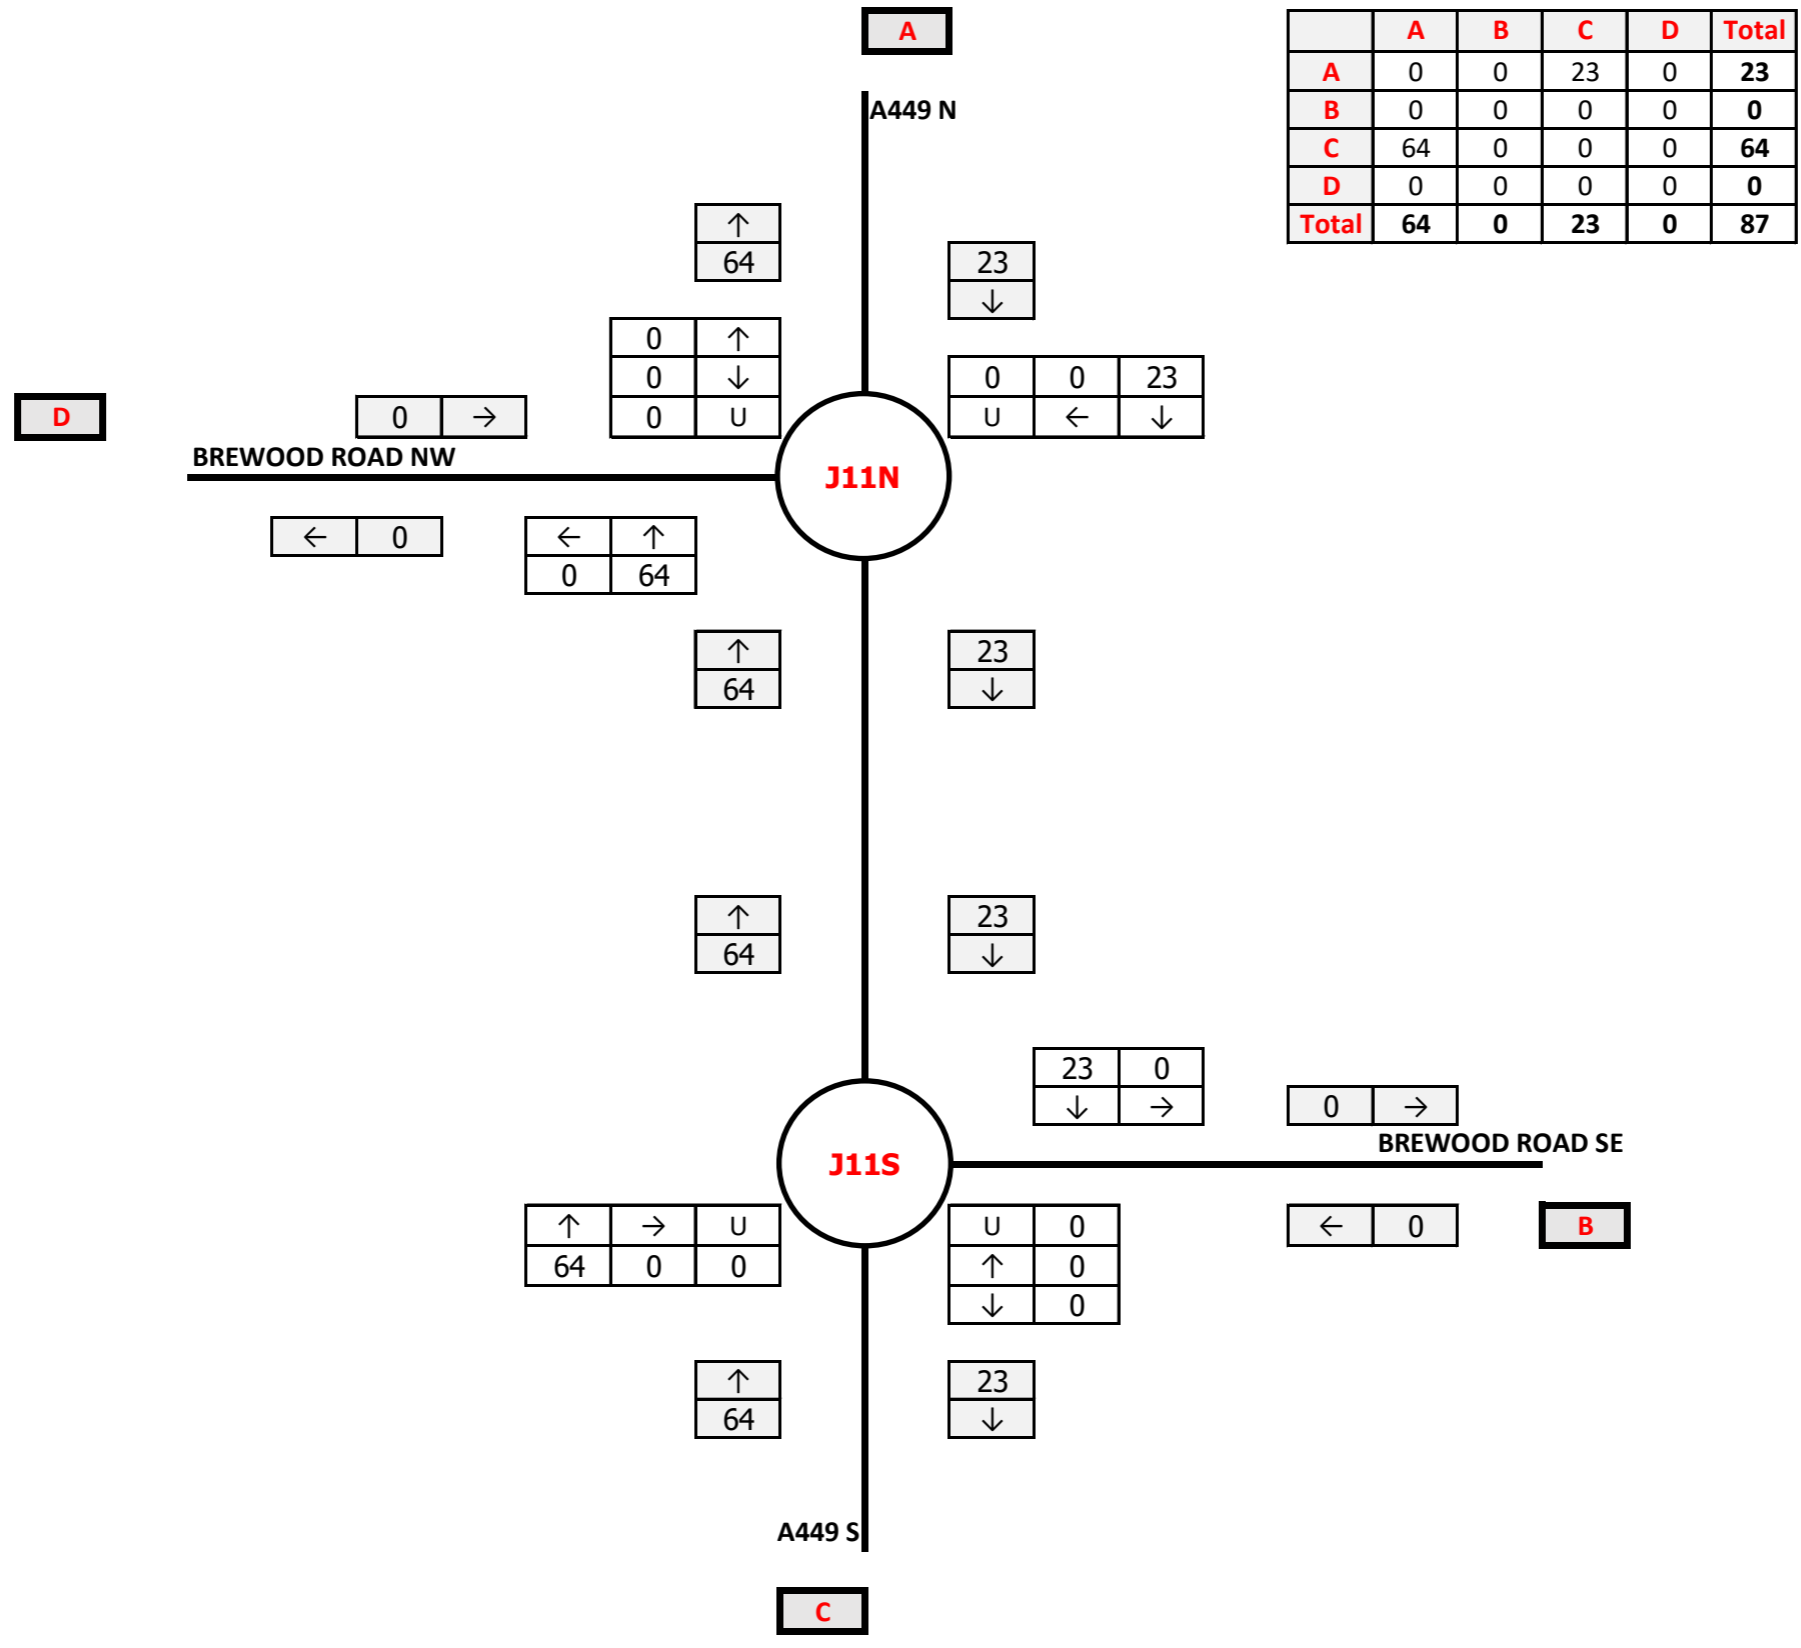 A
A B C D Total
A 0 0 23 0 23
B 0 0 0 0 0
C 64 0 0 0 64
D 0 0 0 0 0
Total 64 0 23 0 87
A449 N
↑
64
23
↓
0 ↑
0 ↓
0 U
0 0 23
U ← ↓
D
0 →
BREWOOD ROAD NW
J11N
← 0
← ↑
0 64
↑
64
23
↓
↑
64
23
↓
23 0
↓ →
0 →
BREWOOD ROAD SE
J11S
↑ → U
64 0 0
U 0
↑ 0
↓ 0
← 0
B
↑
64
23
↓
A449 S
C